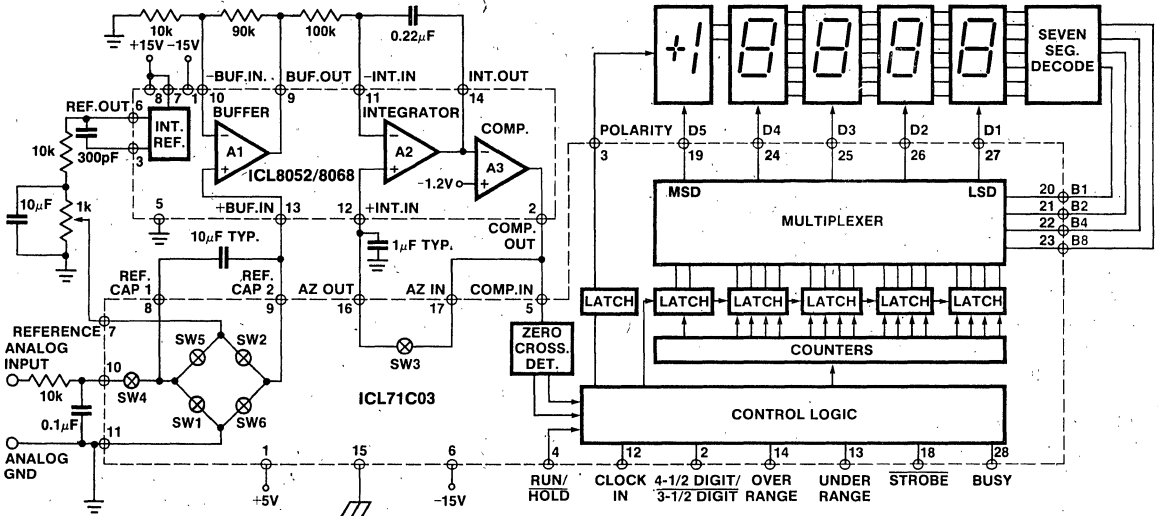 10k
90k
100k
0.22µF
+15V
−15V
−BUF.IN.
BUF.OUT
−INT.IN
INT.OUT
8
7
1
10
9
11
14
REF.OUT
6
INT.
REF.
3
300pF
10k
10µF
1k
BUFFER
−
A1
+
INTEGRATOR
−
A2
+
COMP.
−
A3
+
−1.2V
ICL8052/8068
5
+BUF.IN
13
12
+INT.IN
2
COMP.
OUT
10µF TYP.
1µF TYP.
REF.
CAP 1
8
REF.
CAP 2
9
AZ OUT
16
AZ IN
17
COMP.IN
5
REFERENCE
7
ANALOG
INPUT
10k
10
SW4
0.1µF
11
ANALOG
GND
SW5
SW2
SW1
SW6
SW3
ICL71C03
ZERO
CROSS.
DET.
+1
8
8
8
8
SEVEN
SEG.
DECODE
POLARITY
3
D5
19
D4
24
D3
25
D2
26
D1
27
MSD
LSD
MULTIPLEXER
20
B1
21
B2
22
B4
23
B8
LATCH
LATCH
LATCH
LATCH
LATCH
LATCH
COUNTERS
CONTROL LOGIC
1
+5V
15
6
−15V
4
RUN/
HOLD
12
CLOCK
IN
2
4-1/2 DIGIT/
3-1/2 DIGIT
14
OVER
RANGE
13
UNDER
RANGE
18
STROBE
28
BUSY